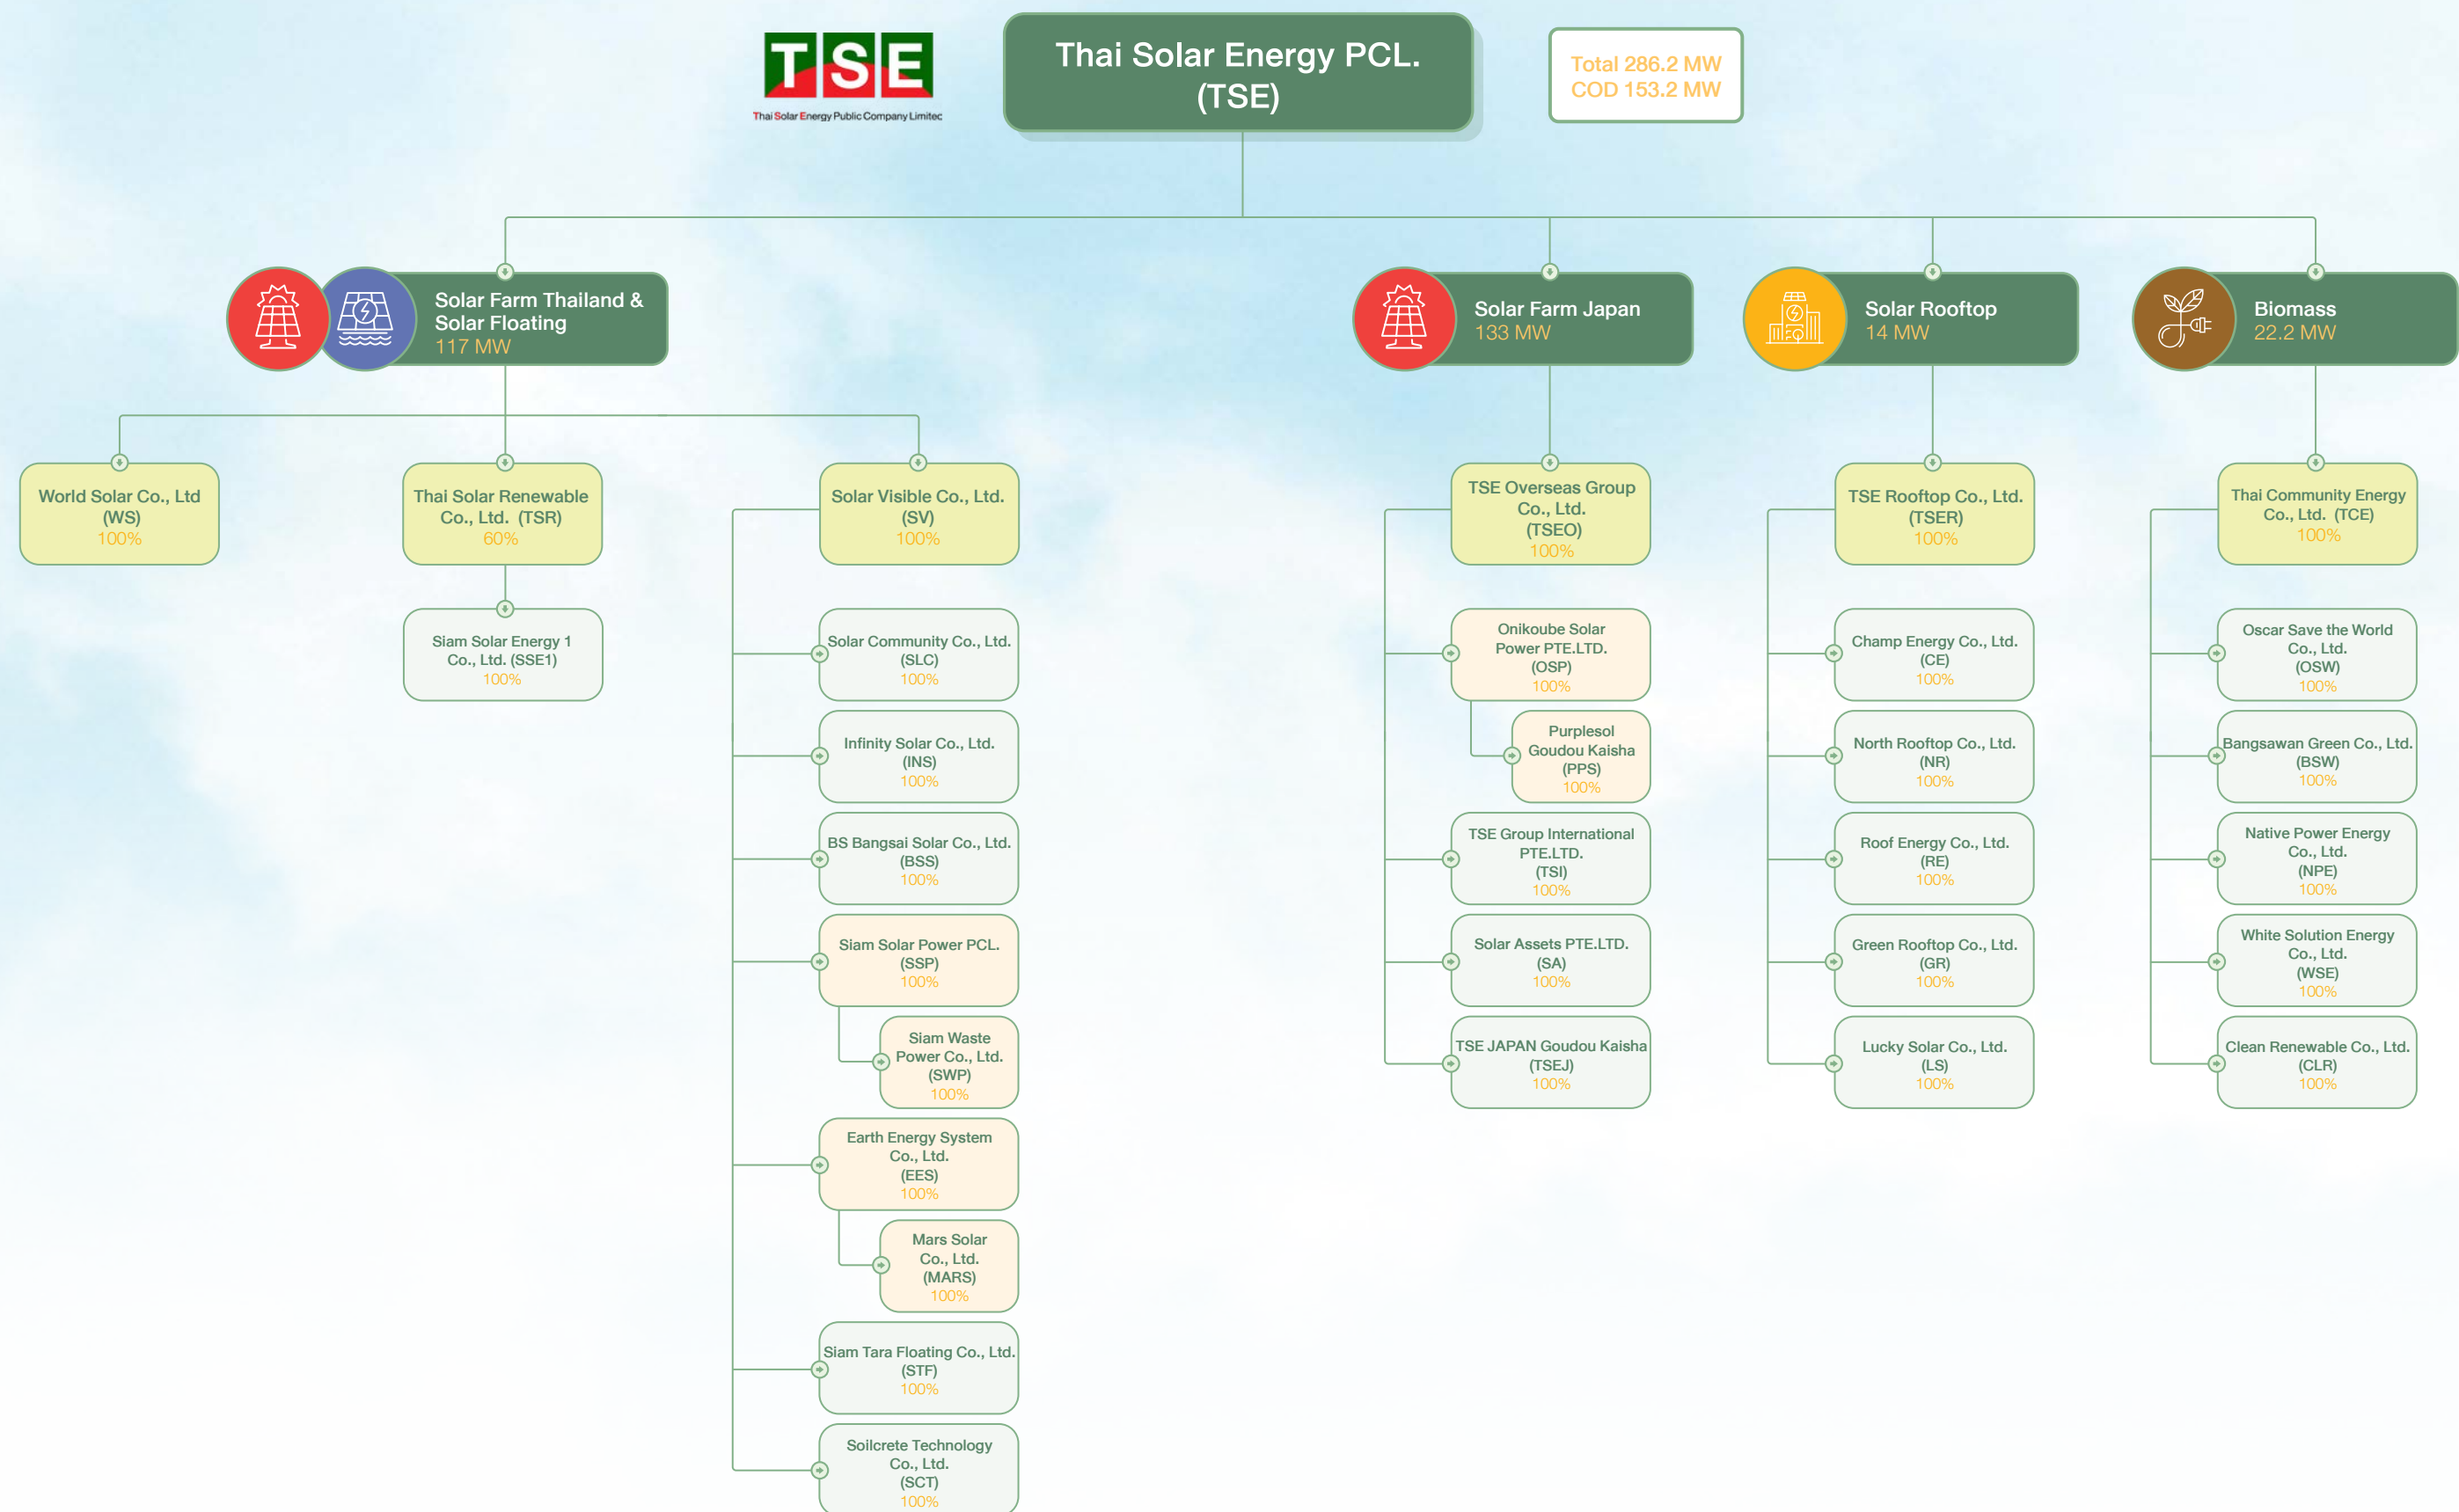 TSE
Thai Solar Energy Public Company Limitec
Thai Solar Energy PCL.
(TSE)
Total 286.2 MW
COD 153.2 MW
Solar Farm Thailand &
Solar Floating
117 MW
Solar Farm Japan
133 MW
Solar Rooftop
14 MW
Biomass
22.2 MW
World Solar Co., Ltd
(WS)
100%
Thai Solar Renewable
Co., Ltd. (TSR)
60%
Siam Solar Energy 1
Co., Ltd. (SSE1)
100%
Solar Visible Co., Ltd.
(SV)
100%
Solar Community Co., Ltd.
(SLC)
100%
Infinity Solar Co., Ltd.
(INS)
100%
BS Bangsai Solar Co., Ltd.
(BSS)
100%
Siam Solar Power PCL.
(SSP)
100%
Siam Waste
Power Co., Ltd.
(SWP)
100%
Earth Energy System
Co., Ltd.
(EES)
100%
Mars Solar
Co., Ltd.
(MARS)
100%
Siam Tara Floating Co., Ltd.
(STF)
100%
Soilcrete Technology
Co., Ltd.
(SCT)
100%
TSE Overseas Group
Co., Ltd.
(TSEO)
100%
Onikoube Solar
Power PTE.LTD.
(OSP)
100%
Purplesol
Goudou Kaisha
(PPS)
100%
TSE Group International
PTE.LTD.
(TSI)
100%
Solar Assets PTE.LTD.
(SA)
100%
TSE JAPAN Goudou Kaisha
(TSEJ)
100%
TSE Rooftop Co., Ltd.
(TSER)
100%
Champ Energy Co., Ltd.
(CE)
100%
North Rooftop Co., Ltd.
(NR)
100%
Roof Energy Co., Ltd.
(RE)
100%
Green Rooftop Co., Ltd.
(GR)
100%
Lucky Solar Co., Ltd.
(LS)
100%
Thai Community Energy
Co., Ltd. (TCE)
100%
Oscar Save the World
Co., Ltd.
(OSW)
100%
Bangsawan Green Co., Ltd.
(BSW)
100%
Native Power Energy
Co., Ltd.
(NPE)
100%
White Solution Energy
Co., Ltd.
(WSE)
100%
Clean Renewable Co., Ltd.
(CLR)
100%